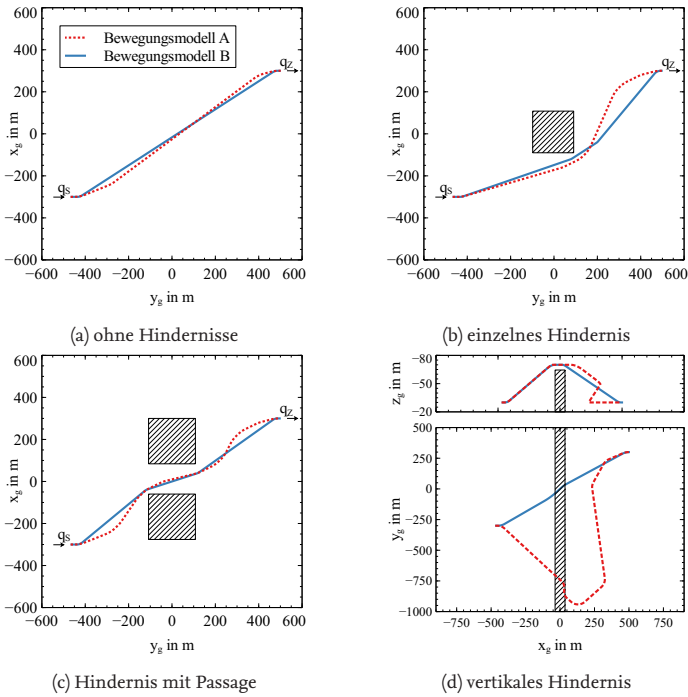 600
400
200
0
−200
−400
−600
−600 −400 −200 0 200 400 600
x_g in m
y_g in m
Bewegungsmodell A
Bewegungsmodell B
q_S
q_Z
(a) ohne Hindernisse
600
400
200
0
−200
−400
−600
−600 −400 −200 0 200 400 600
x_g in m
y_g in m
q_S
q_Z
(b) einzelnes Hindernis
600
400
200
0
−200
−400
−600
−600 −400 −200 0 200 400 600
x_g in m
y_g in m
q_S
q_Z
(c) Hindernis mit Passage
−80
−50
−20
z_g in m
500
250
0
−250
−500
−750
−1000
−750 −500 −250 0 250 500 750
y_g in m
x_g in m
(d) vertikales Hindernis